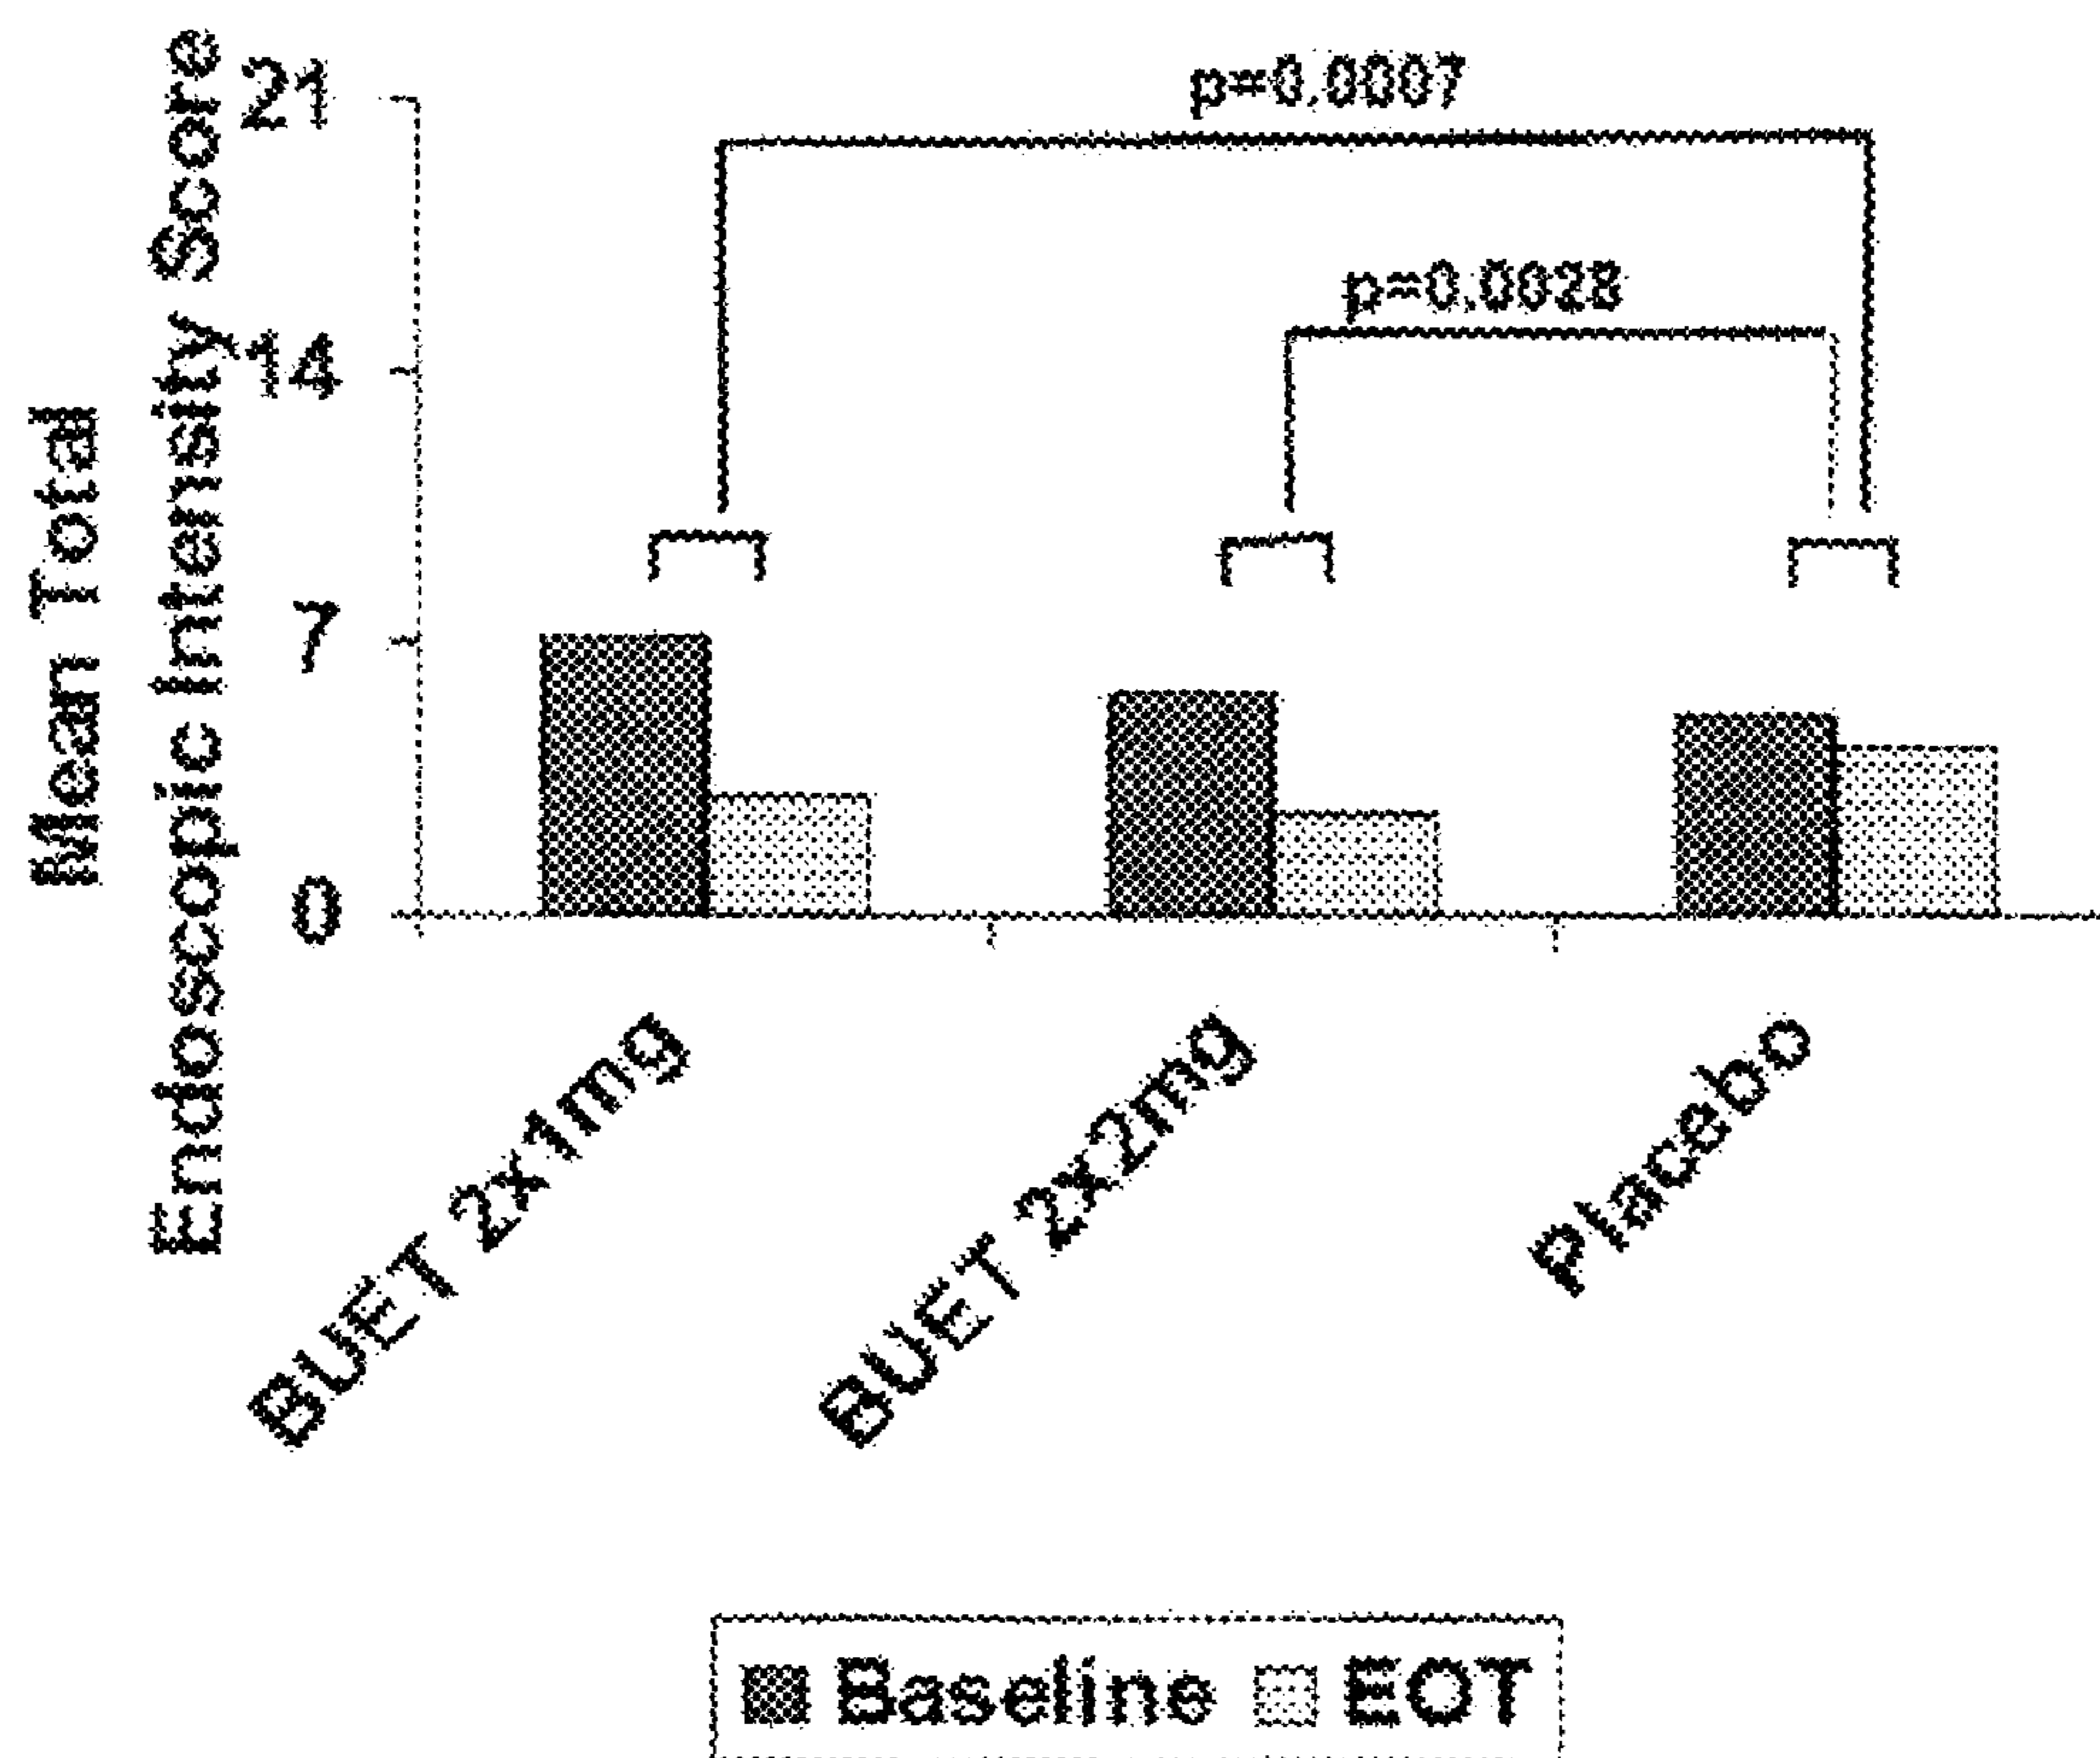 Mean Total
Endoscopic Intensity Score
21
14
7
0
p=0.0007
p=0.0028
BUET 2x1mg
BUET 2x2mg
Placebo
Baseline EOT